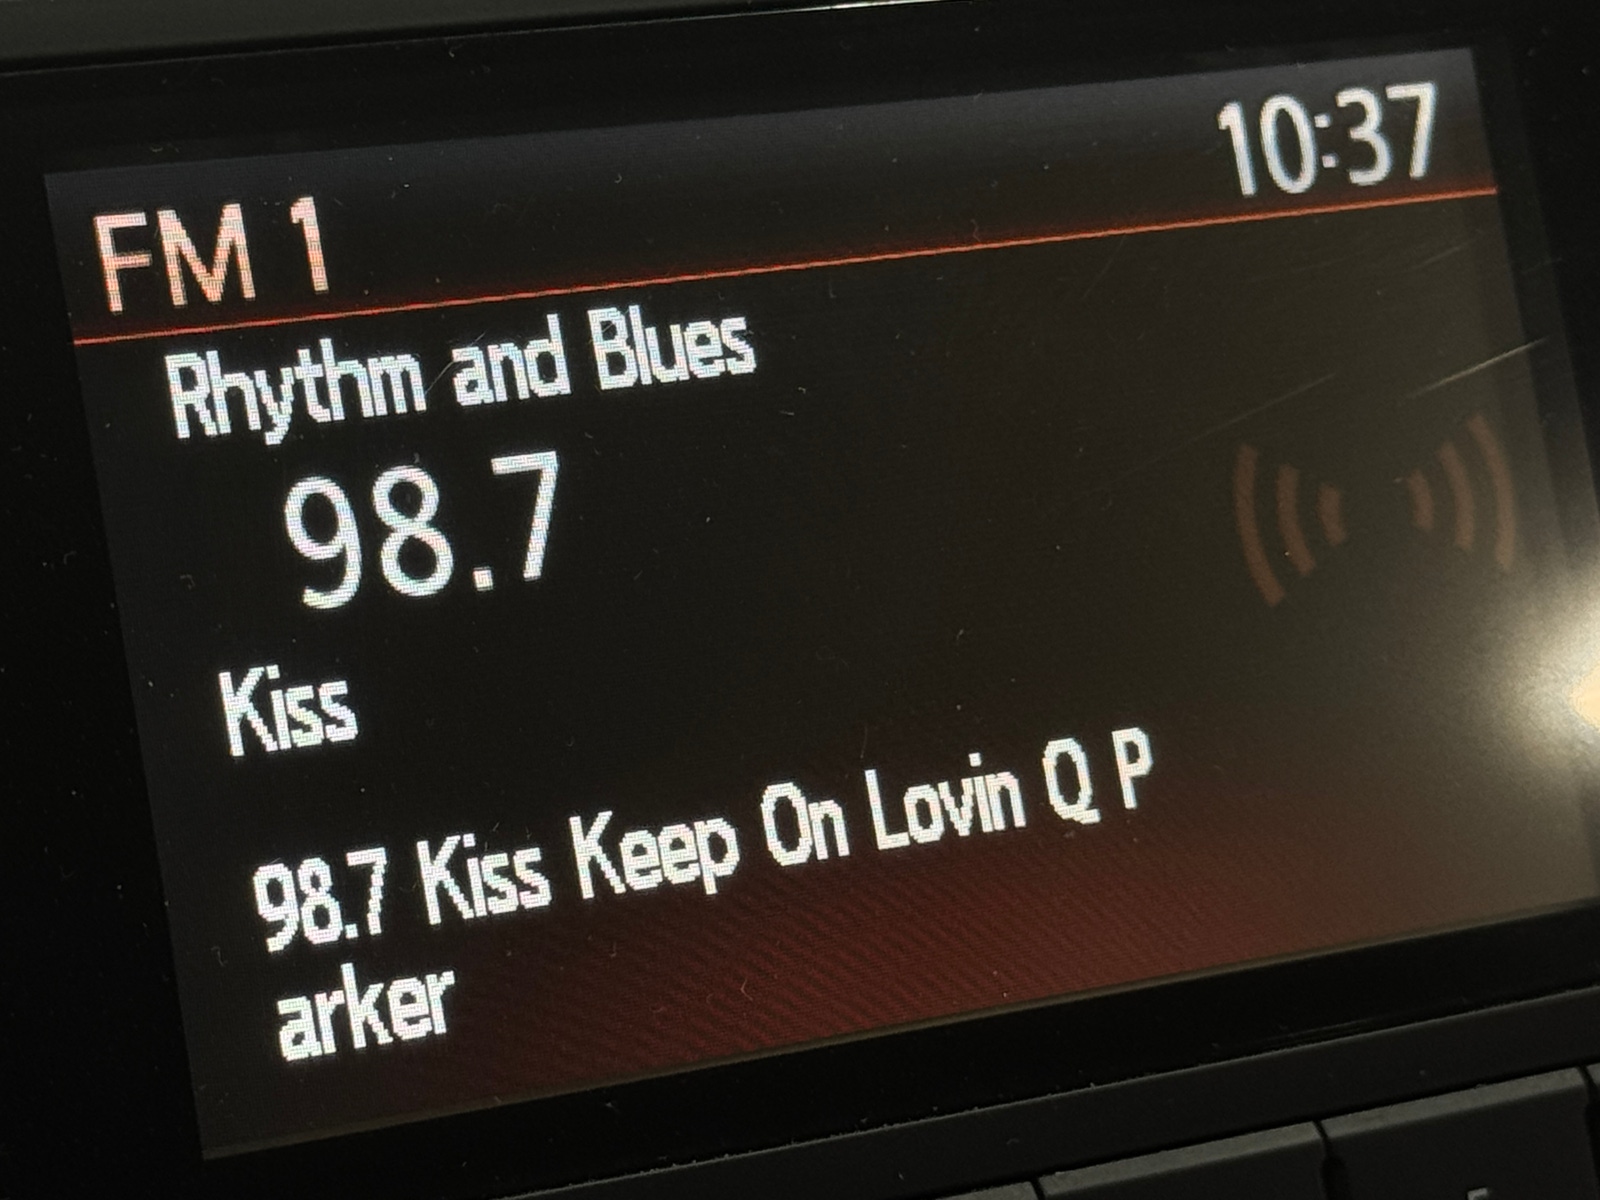 FM 1
10:37
Rhythm and Blues
98.7
Kiss
98.7 Kiss Keep On Lovin Q P
arker